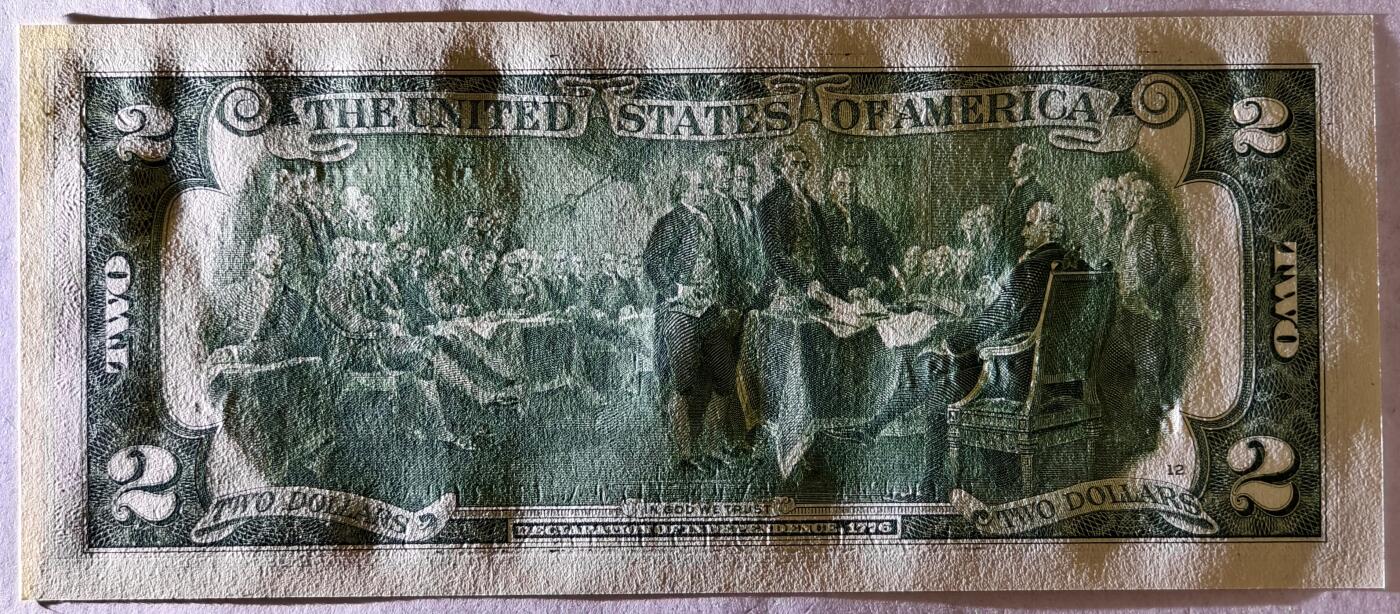 THE UNITED STATES OF AMERICA
2
2
TWO
TWO
2
2
12
TWO DOLLARS
TWO DOLLARS
IN GOD WE TRUST
DECLARATION OF INDEPENDENCE, 1776